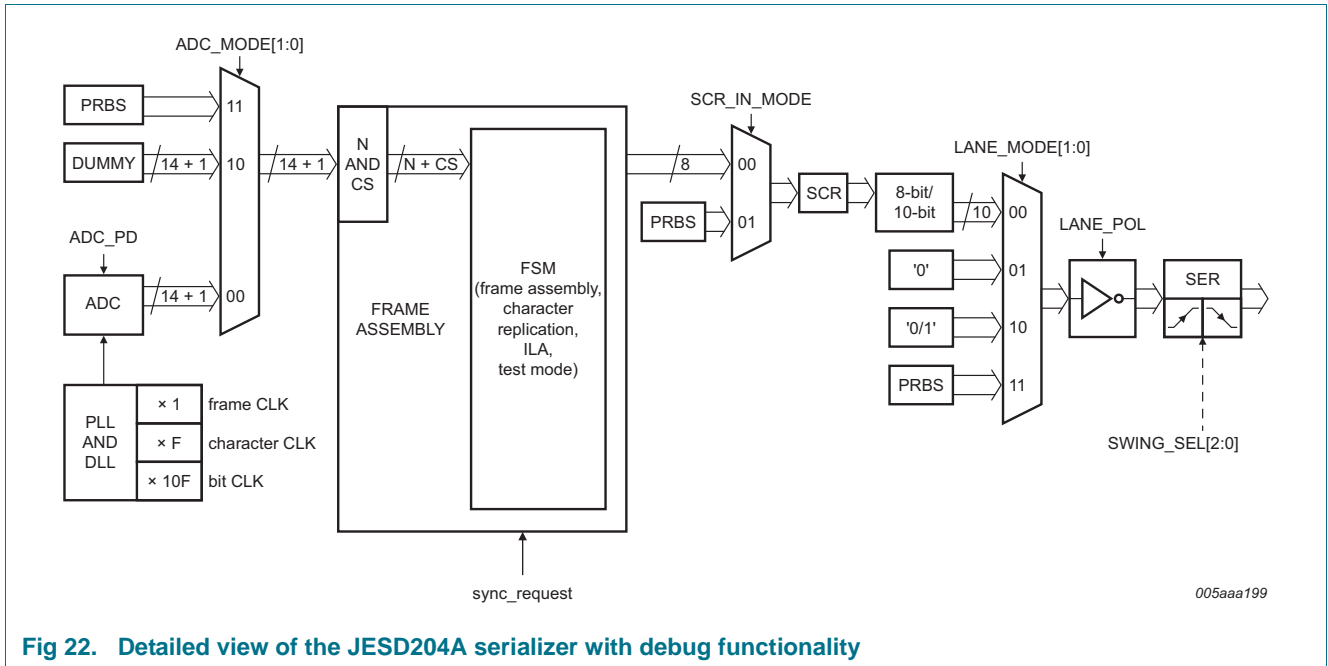 ADC_MODE[1:0]
PRBS
11
DUMMY
14 + 1
10
14 + 1
ADC_PD
ADC
14 + 1
00
PLL
AND
DLL
× 1
frame CLK
× F
character CLK
× 10F
bit CLK
N
AND
CS
N + CS
FRAME
ASSEMBLY
FSM
(frame assembly,
character
replication,
ILA,
test mode)
sync_request
SCR_IN_MODE
8
00
PRBS
01
SCR
8-bit/
10-bit
LANE_MODE[1:0]
10
00
'0'
01
'0/1'
10
PRBS
11
LANE_POL
SER
SWING_SEL[2:0]
005aaa199
Fig 22. Detailed view of the JESD204A serializer with debug functionality